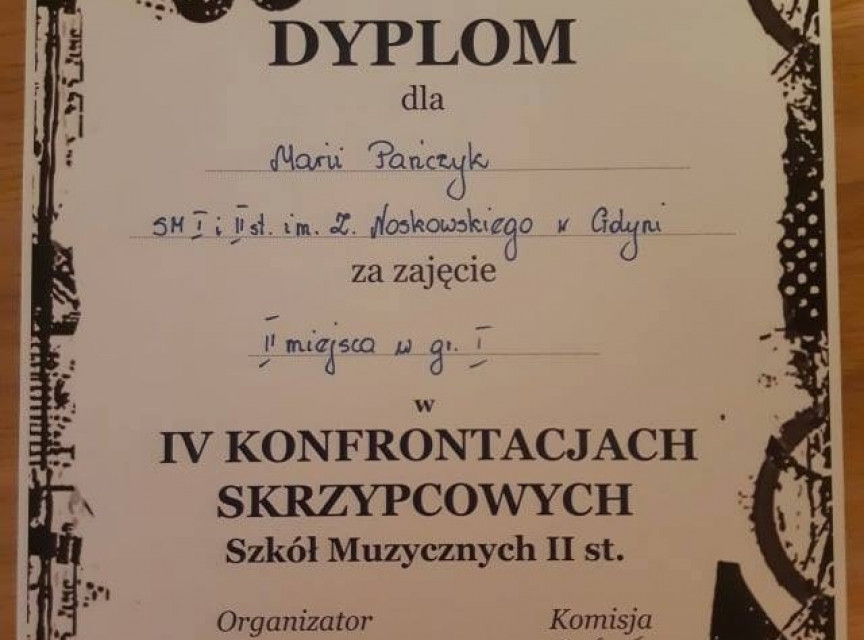 DYPLOM
dla
Marii Pańczyk
SM I i II st. im. Z. Noskowskiego w Gdyni
za zajęcie
II miejsca w gr. I
w
IV KONFRONTACJACH
SKRZYPCOWYCH
Szkół Muzycznych II st.
Organizator Komisja